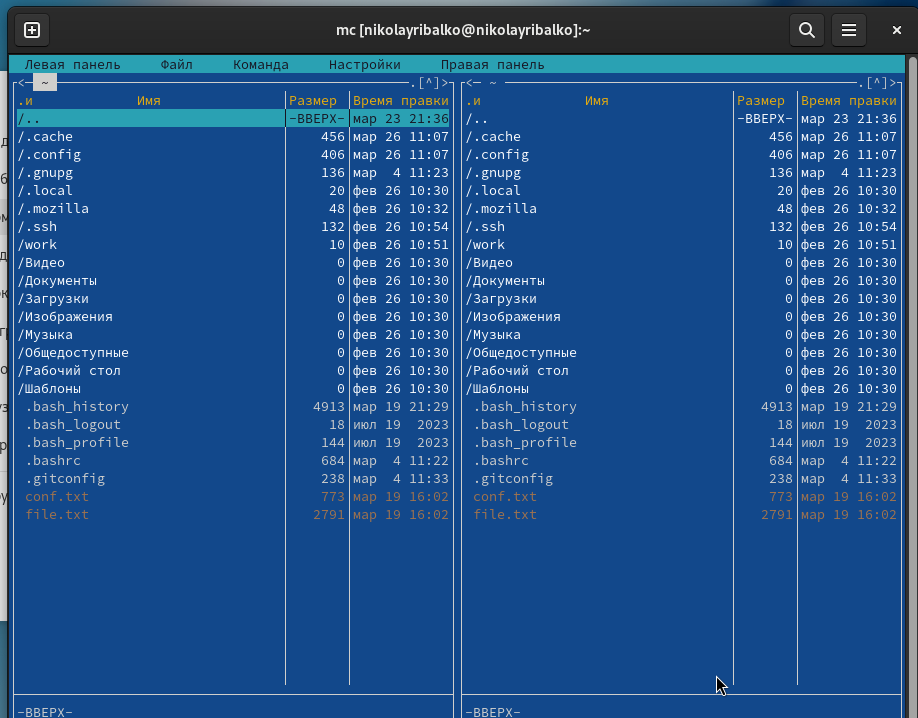 mc [nikolayribalko@nikolayribalko]:~
Левая панель Файл Команда Настройки Правая панель
<— ~ .[^]> <— ~ .[^]>
.и Имя Размер Время правки .и Имя Размер Время правки
/.. -ВВЕРХ- мар 23 21:36 /.. -ВВЕРХ- мар 23 21:36
/.cache 456 мар 26 11:07 /.cache 456 мар 26 11:07
/.config 406 мар 26 11:07 /.config 406 мар 26 11:07
/.gnupg 136 мар 4 11:23 /.gnupg 136 мар 4 11:23
/.local 20 фев 26 10:30 /.local 20 фев 26 10:30
/.mozilla 48 фев 26 10:32 /.mozilla 48 фев 26 10:32
/.ssh 132 фев 26 10:54 /.ssh 132 фев 26 10:54
/work 10 фев 26 10:51 /work 10 фев 26 10:51
/Видео 0 фев 26 10:30 /Видео 0 фев 26 10:30
/Документы 0 фев 26 10:30 /Документы 0 фев 26 10:30
/Загрузки 0 фев 26 10:30 /Загрузки 0 фев 26 10:30
/Изображения 0 фев 26 10:30 /Изображения 0 фев 26 10:30
/Музыка 0 фев 26 10:30 /Музыка 0 фев 26 10:30
/Общедоступные 0 фев 26 10:30 /Общедоступные 0 фев 26 10:30
/Рабочий стол 0 фев 26 10:30 /Рабочий стол 0 фев 26 10:30
/Шаблоны 0 фев 26 10:30 /Шаблоны 0 фев 26 10:30
.bash_history 4913 мар 19 21:29 .bash_history 4913 мар 19 21:29
.bash_logout 18 июл 19 2023 .bash_logout 18 июл 19 2023
.bash_profile 144 июл 19 2023 .bash_profile 144 июл 19 2023
.bashrc 684 мар 4 11:22 .bashrc 684 мар 4 11:22
.gitconfig 238 мар 4 11:33 .gitconfig 238 мар 4 11:33
conf.txt 773 мар 19 16:02 conf.txt 773 мар 19 16:02
file.txt 2791 мар 19 16:02 file.txt 2791 мар 19 16:02
-ВВЕРХ- -ВВЕРХ-